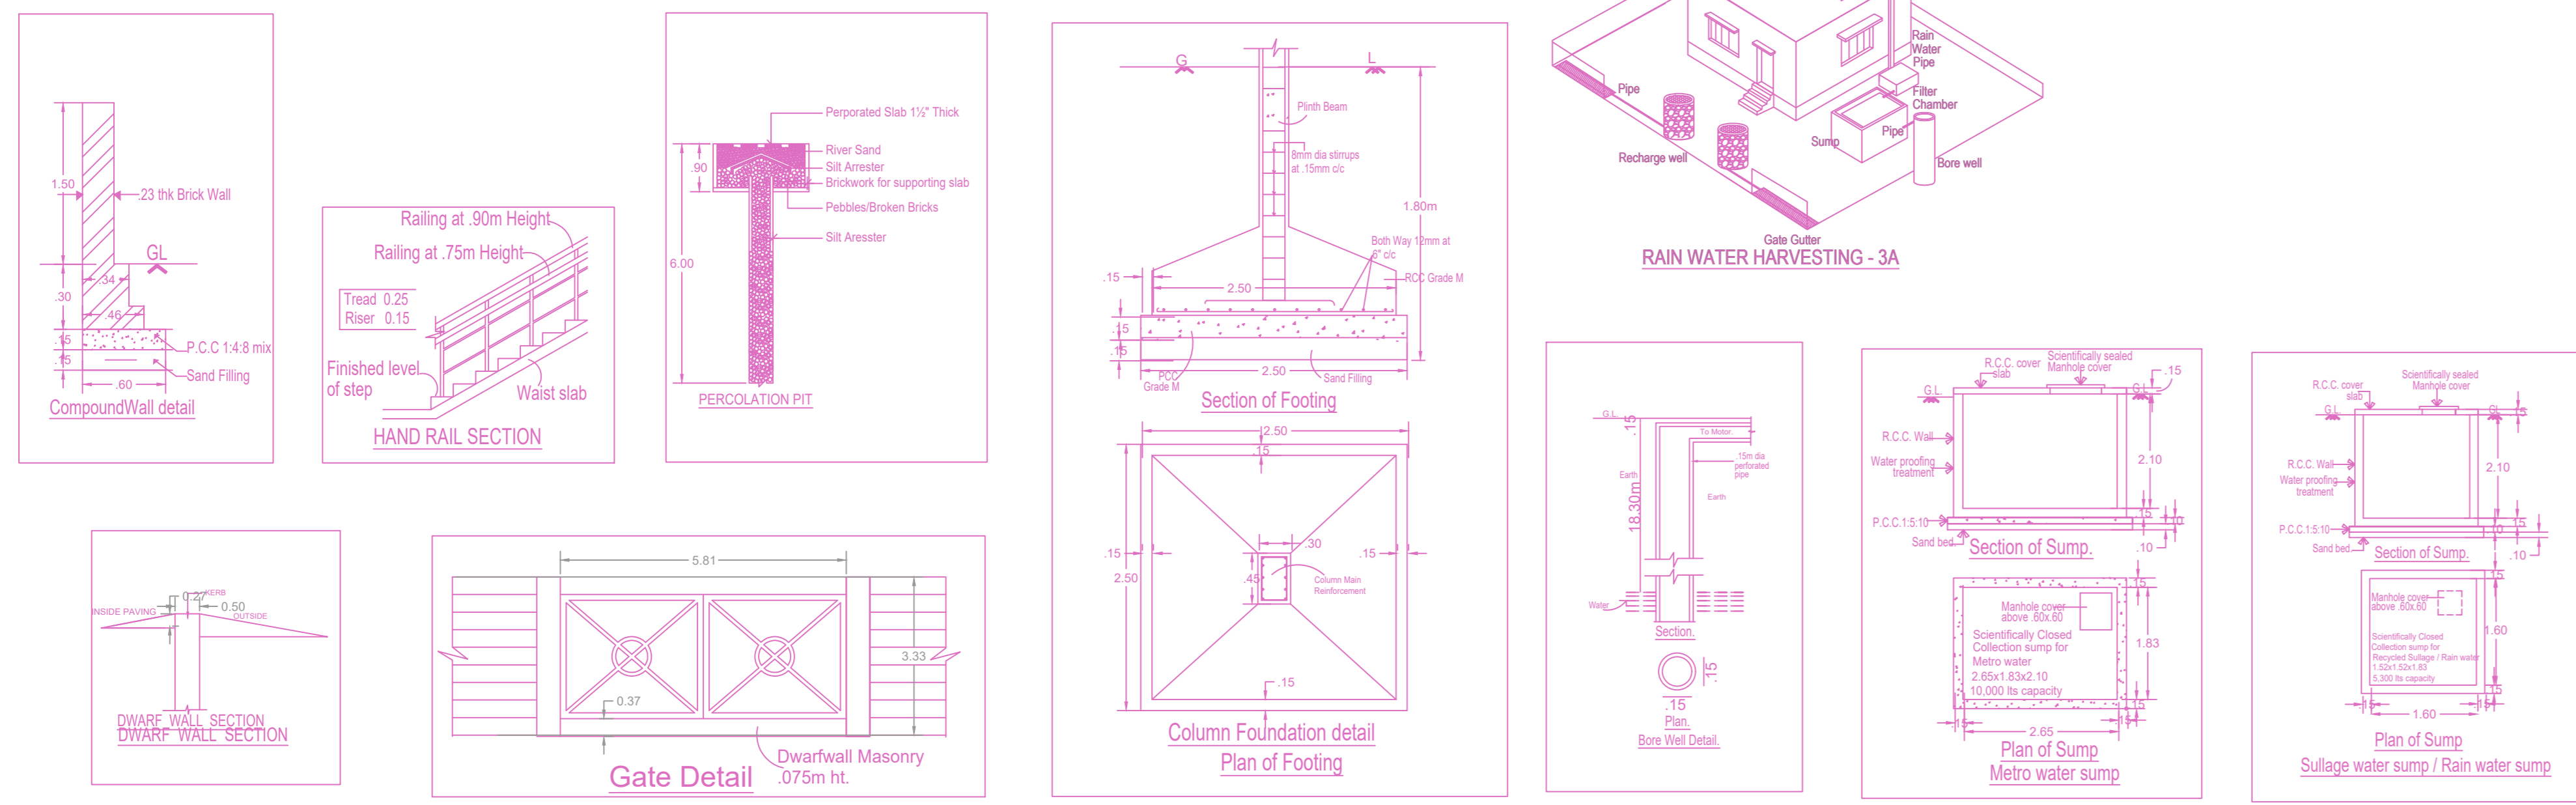 1.50
.23 thk Brick Wall
GL
.34
.30
.46
.15
P.C.C 1:4:8 mix
.15
Sand Filling
.60
CompoundWall detail
Railing at .90m Height
Railing at .75m Height
Tread 0.25
Riser 0.15
Finished level
of step
Waist slab
HAND RAIL SECTION
Perporated Slab 1½" Thick
River Sand
.90
Silt Arrester
Brickwork for supporting slab
Pebbles/Broken Bricks
Silt Aresster
6.00
PERCOLATION PIT
G
L
Plinth Beam
8mm dia stirrups
at .15mm c/c
1.80m
Both Way 12mm at
6" c/c
.15
RCC Grade M
2.50
.15
.15
2.50
PCC
Grade M
Sand Filling
Section of Footing
2.50
.15
.30
.15
.15
2.50
.45
Column Main
Reinforcement
.15
Column Foundation detail
Plan of Footing
Rain
Water
Pipe
Pipe
Filter
Chamber
Pipe
Sump
Recharge well
Bore well
Gate Gutter
RAIN WATER HARVESTING - 3A
G.L.
.15
To Motor.
.15m dia
perforated
pipe
Earth
18.30m
Earth
Water
Section.
.15
.15
Plan.
Bore Well Detail.
R.C.C. cover
slab
Scientifically sealed
Manhole cover
.15
G.L.
G.L.
R.C.C. Wall
Water proofing
treatment
2.10
P.C.C.1:5:10
.15
.10
Sand bed.
Section of Sump.
.10
.15
Manhole cover
above .60x.60
Scientifically Closed
Collection sump for
Metro water
2.65x1.83x2.10
10,000 lts capacity
1.83
.15
.15
.15
2.65
Plan of Sump
Metro water sump
Scientifically sealed
Manhole cover
R.C.C. cover
slab
G.L.
GL
.15
R.C.C. Wall
Water proofing
treatment
2.10
.15
P.C.C.1:5:10
.10
Sand bed.
Section of Sump.
.10
.15
Manhole cover
above .60x.60
1.60
Scientifically Closed
Collection sump for
Recycled Sullage / Rain water
1.52x1.52x1.83
5,300 lts capacity
.15
.15
.15
1.60
Plan of Sump
Sullage water sump / Rain water sump
0.27
KERB
INSIDE PAVING
0.50
OUTSIDE
DWARF WALL SECTION
DWARF WALL SECTION
5.81
3.33
0.37
Dwarfwall Masonry
.075m ht.
Gate Detail